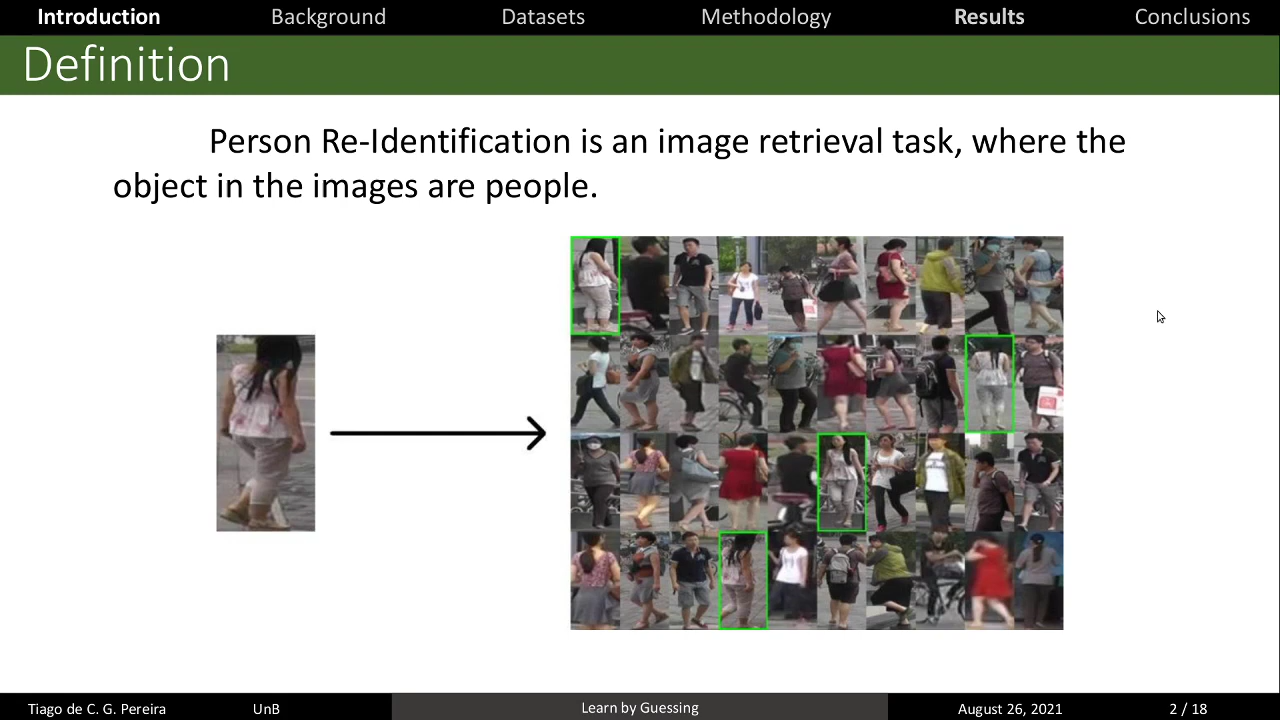 Introduction Background Datasets Methodology Results Conclusions
Definition
Person Re-Identification is an image retrieval task, where the
object in the images are people.
Tiago de C. G. Pereira UnB Learn by Guessing August 26, 2021 2 / 18